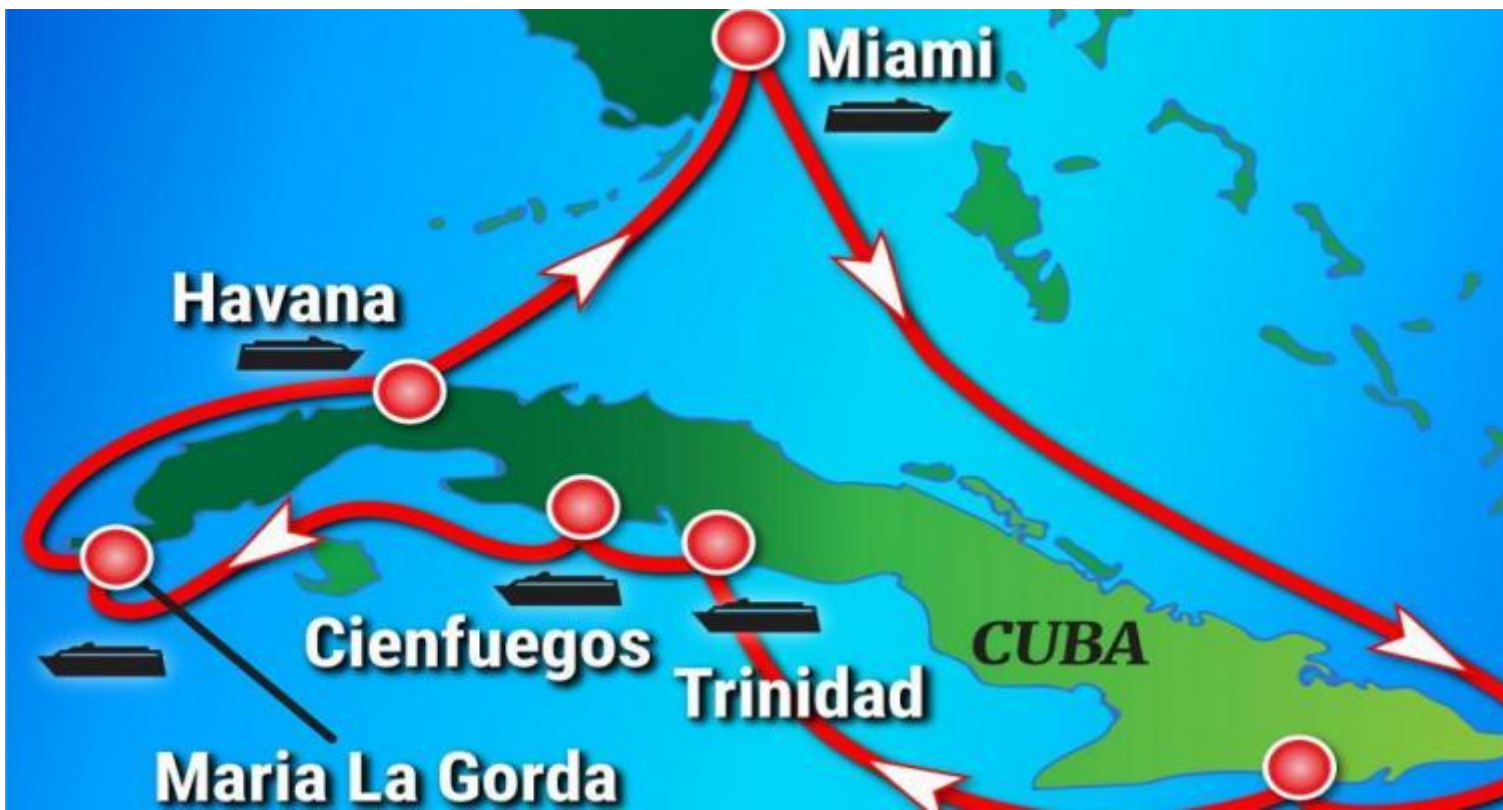 Miami
Havana
Cienfuegos
CUBA
Trinidad
Maria La Gorda